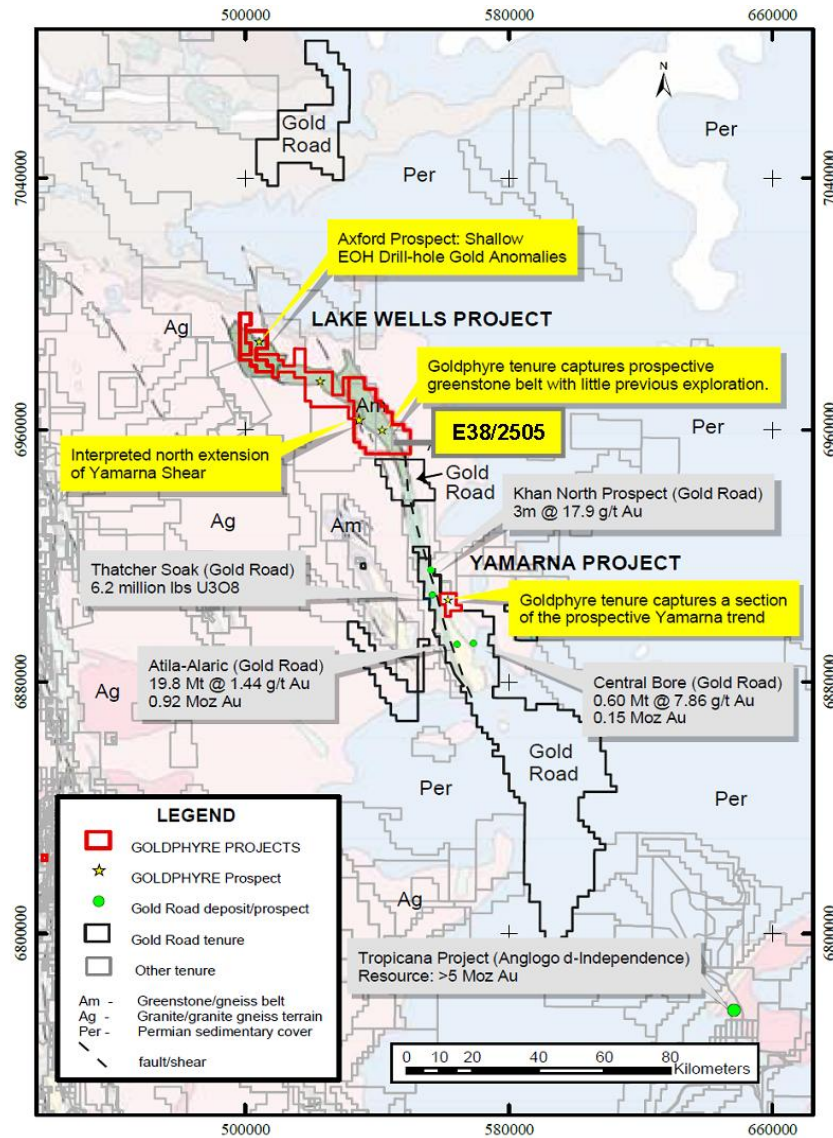 500000
580000
660000
N
Gold
Road
Per
Per
7040000
7040000
Axford Prospect: Shallow
EOH Drill-hole Gold Anomalies
Ag
LAKE WELLS PROJECT
Goldphyre tenure captures prospective
greenstone belt with little previous exploration.
Am
6960000
6960000
E38/2505
Per
Interpreted north extension
of Yamarna Shear
Gold
Road
Khan North Prospect (Gold Road)
3m @ 17.9 g/t Au
Ag
Am
Thatcher Soak (Gold Road)
6.2 million lbs U3O8
YAMARNA PROJECT
Goldphyre tenure captures a section
of the prospective Yamarna trend
Atila-Alaric (Gold Road)
19.8 Mt @ 1.44 g/t Au
0.92 Moz Au
Central Bore (Gold Road)
0.60 Mt @ 7.86 g/t Au
0.15 Moz Au
Ag
6880000
6880000
Gold
Road
Per
Per
LEGEND
GOLDPHYRE PROJECTS
GOLDPHYRE Prospect
Gold Road deposit/prospect
Gold Road tenure
Other tenure
Am - Greenstone/gneiss belt
Ag - Granite/granite gneiss terrain
Per - Permian sedimentary cover
fault/shear
Ag
6800000
6800000
Tropicana Project (Anglogo d-Independence)
Resource: >5 Moz Au
0 10 20 40 60 80
Kilometers
500000
580000
660000